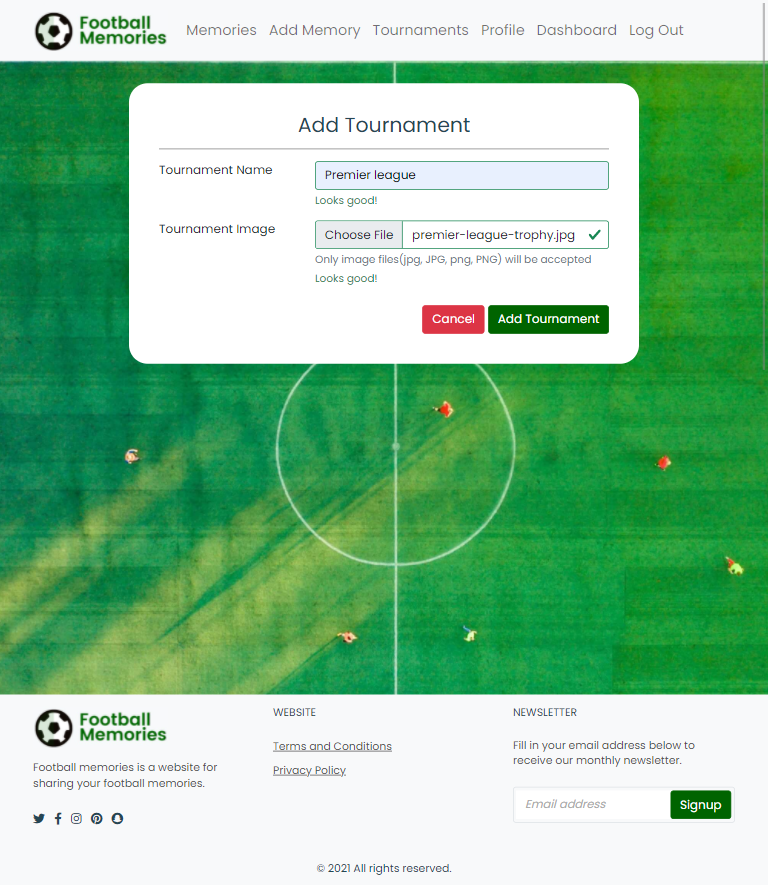 Football
Memories
Memories Add Memory Tournaments Profile Dashboard Log Out
Add Tournament
Tournament Name
Premier league
Looks good!
Tournament Image
Choose File premier-league-trophy.jpg
Only image files(jpg, JPG, png, PNG) will be accepted
Looks good!
Cancel Add Tournament
Football
Memories
Football memories is a website for
sharing your football memories.
WEBSITE
Terms and Conditions
Privacy Policy
NEWSLETTER
Fill in your email address below to
receive our monthly newsletter.
Email address Signup
© 2021 All rights reserved.